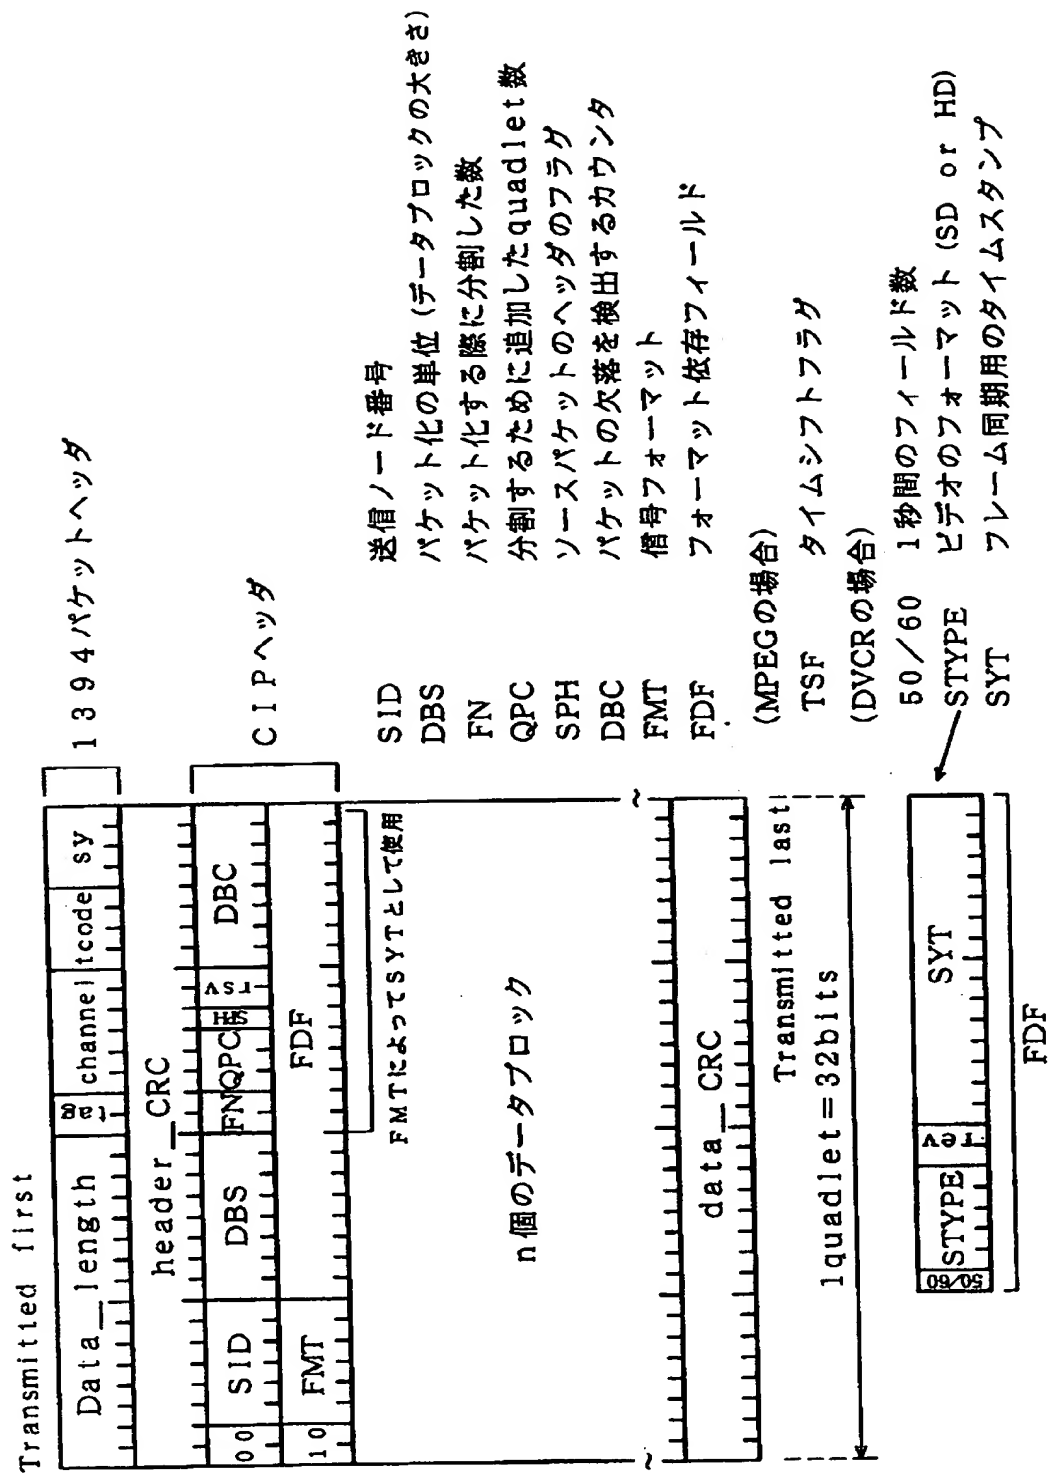 Transmitted first
Data_length tag channel tcode sy
1394パケットヘッダ
header_CRC
00 SID DBS FN QPC SPH rsv DBC
CIPヘッダ
10 FMT FDF
FMTによってSYTとして使用
n個のデータブロック
data_CRC
Transmitted last
1quadlet=32bits
50/60 STYPE rev SYT
FDF
SID 送信ノード番号
DBS パケット化の単位(データブロックの大きさ)
FN パケット化する際に分割した数
QPC 分割するために追加したquadlet数
SPH ソースパケットのヘッダのフラグ
DBC パケットの欠落を検出するカウンタ
FMT 信号フォーマット
FDF フォーマット依存フィールド
(MPEGの場合)
TSF タイムシフトフラグ
(DVCRの場合)
50/60 1秒間のフィールド数
STYPE ビデオのフォーマット(SD or HD)
SYT フレーム同期用のタイムスタンプ